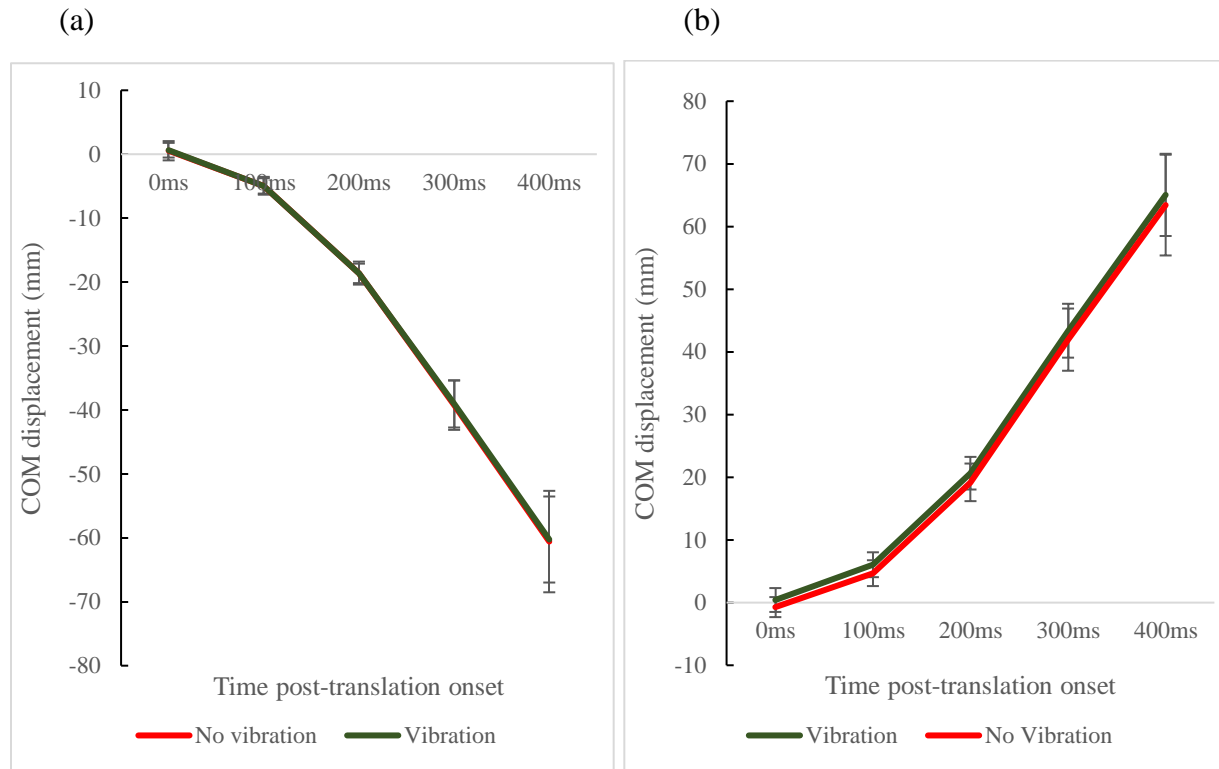 (a)
10
0
-10
-20
-30
-40
-50
-60
-70
-80
COM displacement (mm)
0ms 100ms 200ms 300ms 400ms
Time post-translation onset
No vibration Vibration
(b)
80
70
60
50
40
30
20
10
0
-10
COM displacement (mm)
0ms 100ms 200ms 300ms 400ms
Time post-translation onset
Vibration No Vibration